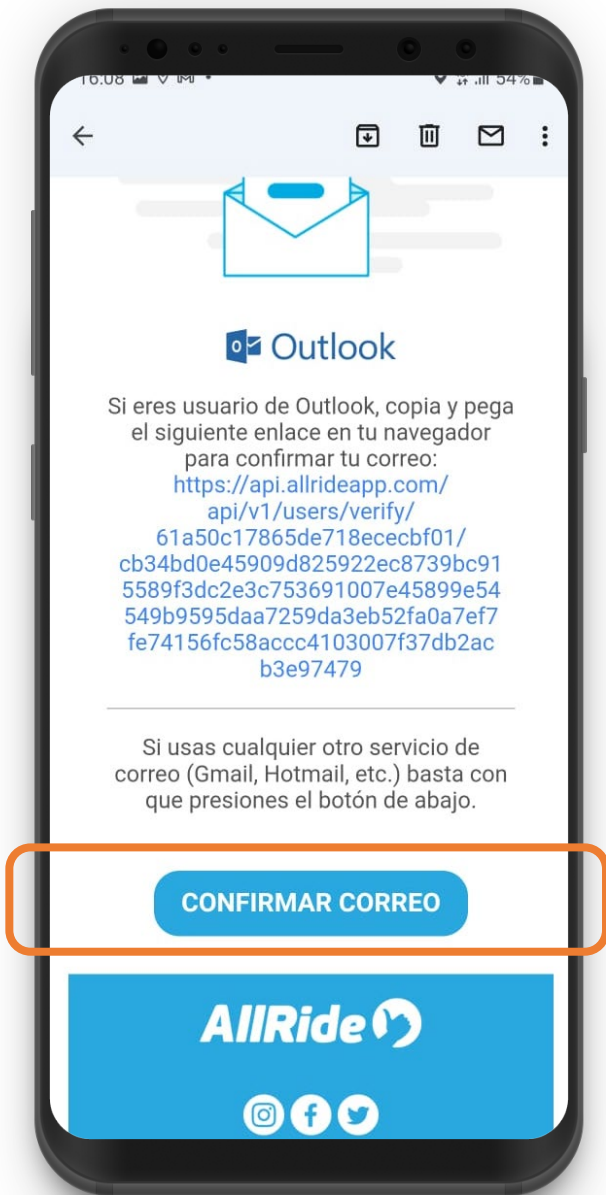 16:08
54%
Outlook
Si eres usuario de Outlook, copia y pega
el siguiente enlace en tu navegador
para confirmar tu correo:
https://api.allrideapp.com/
api/v1/users/verify/
61a50c17865de718ececbf01/
cb34bd0e45909d825922ec8739bc91
5589f3dc2e3c753691007e45899e54
549b9595daa7259da3eb52fa0a7ef7
fe74156fc58accc4103007f37db2ac
b3e97479
Si usas cualquier otro servicio de
correo (Gmail, Hotmail, etc.) basta con
que presiones el botón de abajo.
CONFIRMAR CORREO
AllRide